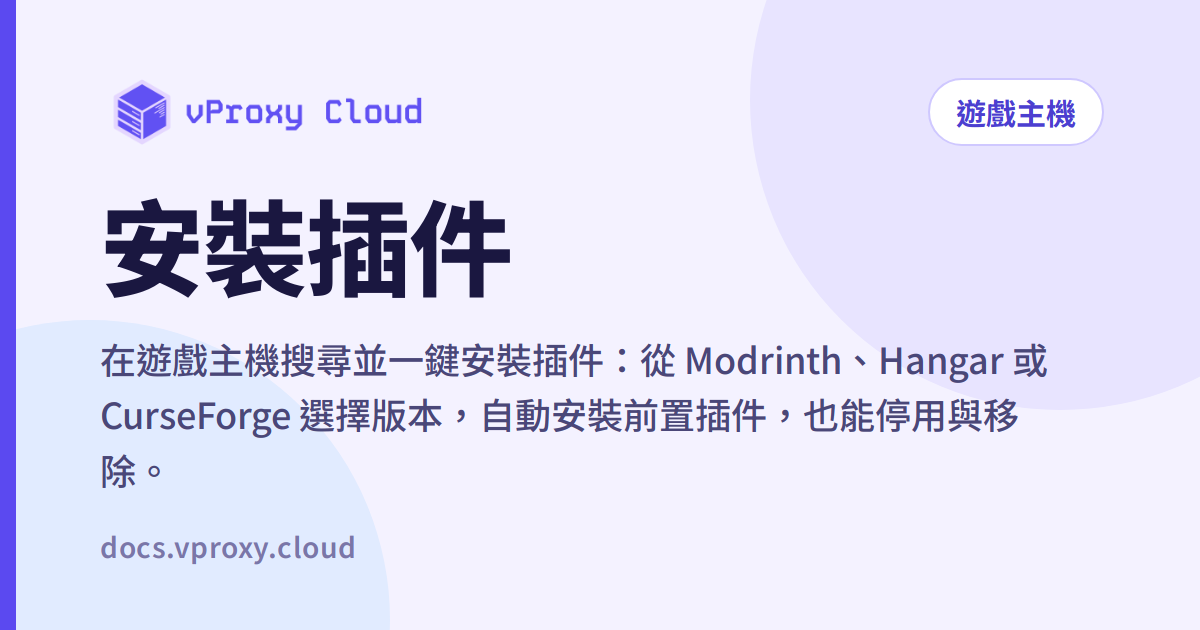 vProxy Cloud
遊戲主機
安裝插件
在遊戲主機搜尋並一鍵安裝插件：從 Modrinth、Hangar 或
CurseForge 選擇版本，自動安裝前置插件，也能停用與移
除。
docs.vproxy.cloud